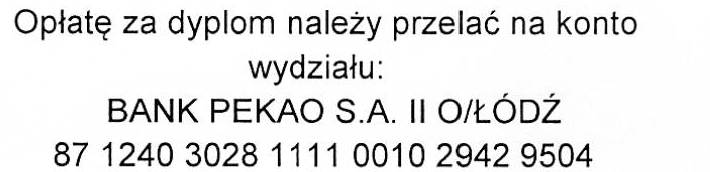 Opłatę za dyplom należy przelać na konto
wydziału:
BANK PEKAO S.A. II O/ŁÓDŹ
87 1240 3028 1111 0010 2942 9504